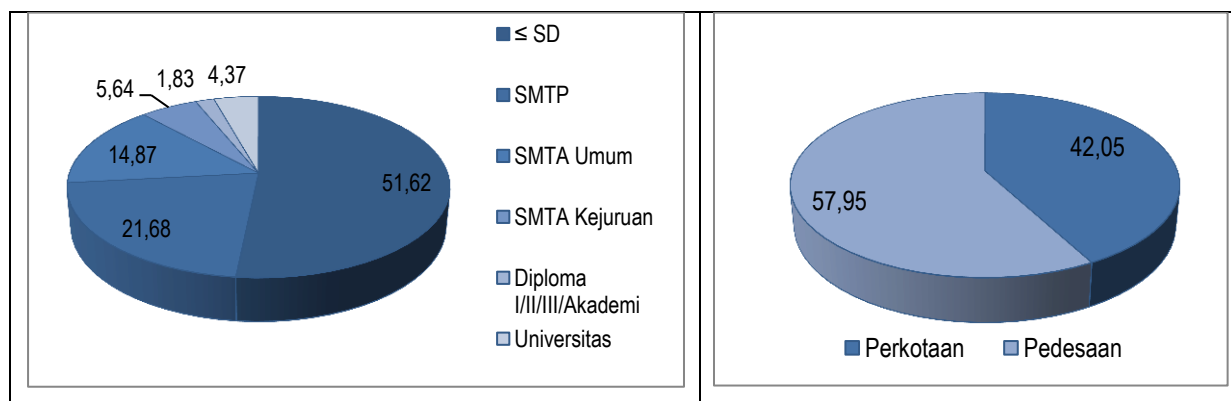 5,64
1,83
4,37
14,87
21,68
51,62
≤ SD
SMTP
SMTA Umum
SMTA Kejuruan
Diploma
I/II/III/Akademi
Universitas
42,05
57,95
Perkotaan
Pedesaan